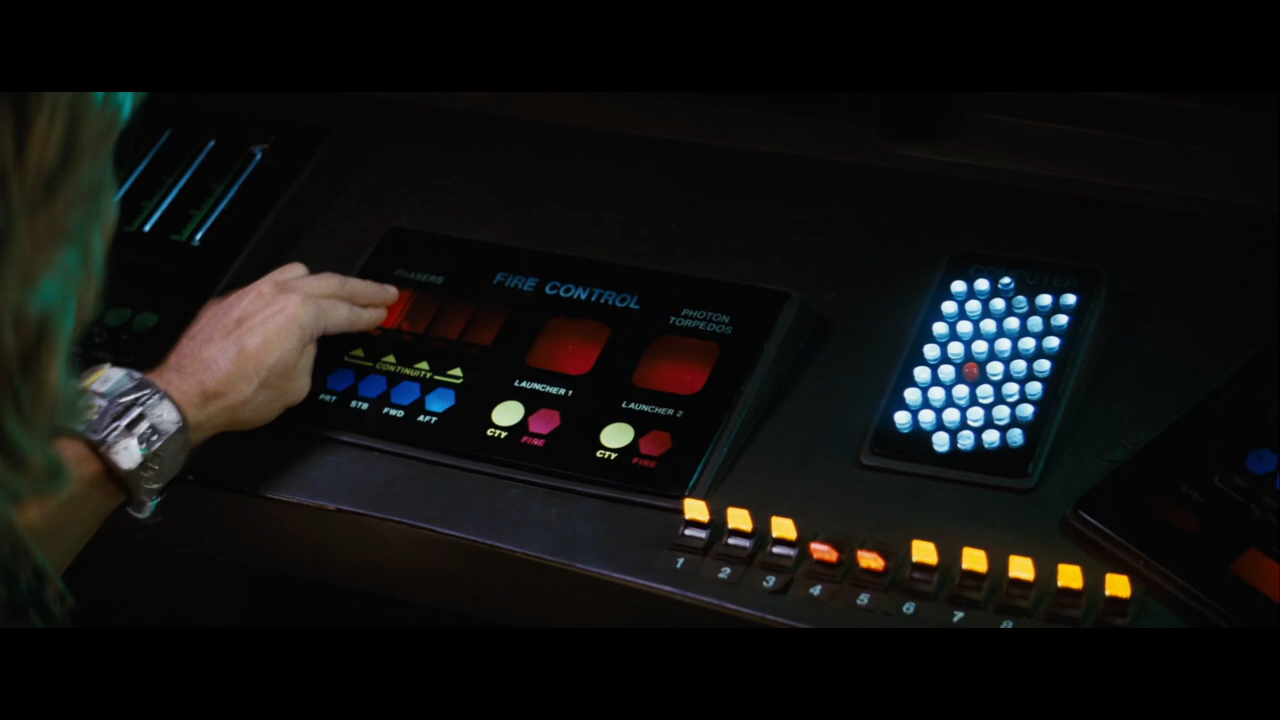 PHASERS
FIRE CONTROL
PHOTON
TORPEDOS
CONTINUITY
PRT STB FWD AFT
LAUNCHER 1
CTY FIRE
LAUNCHER 2
CTY FIRE
COMPUTER
1 2 3 4 5 6 7 8